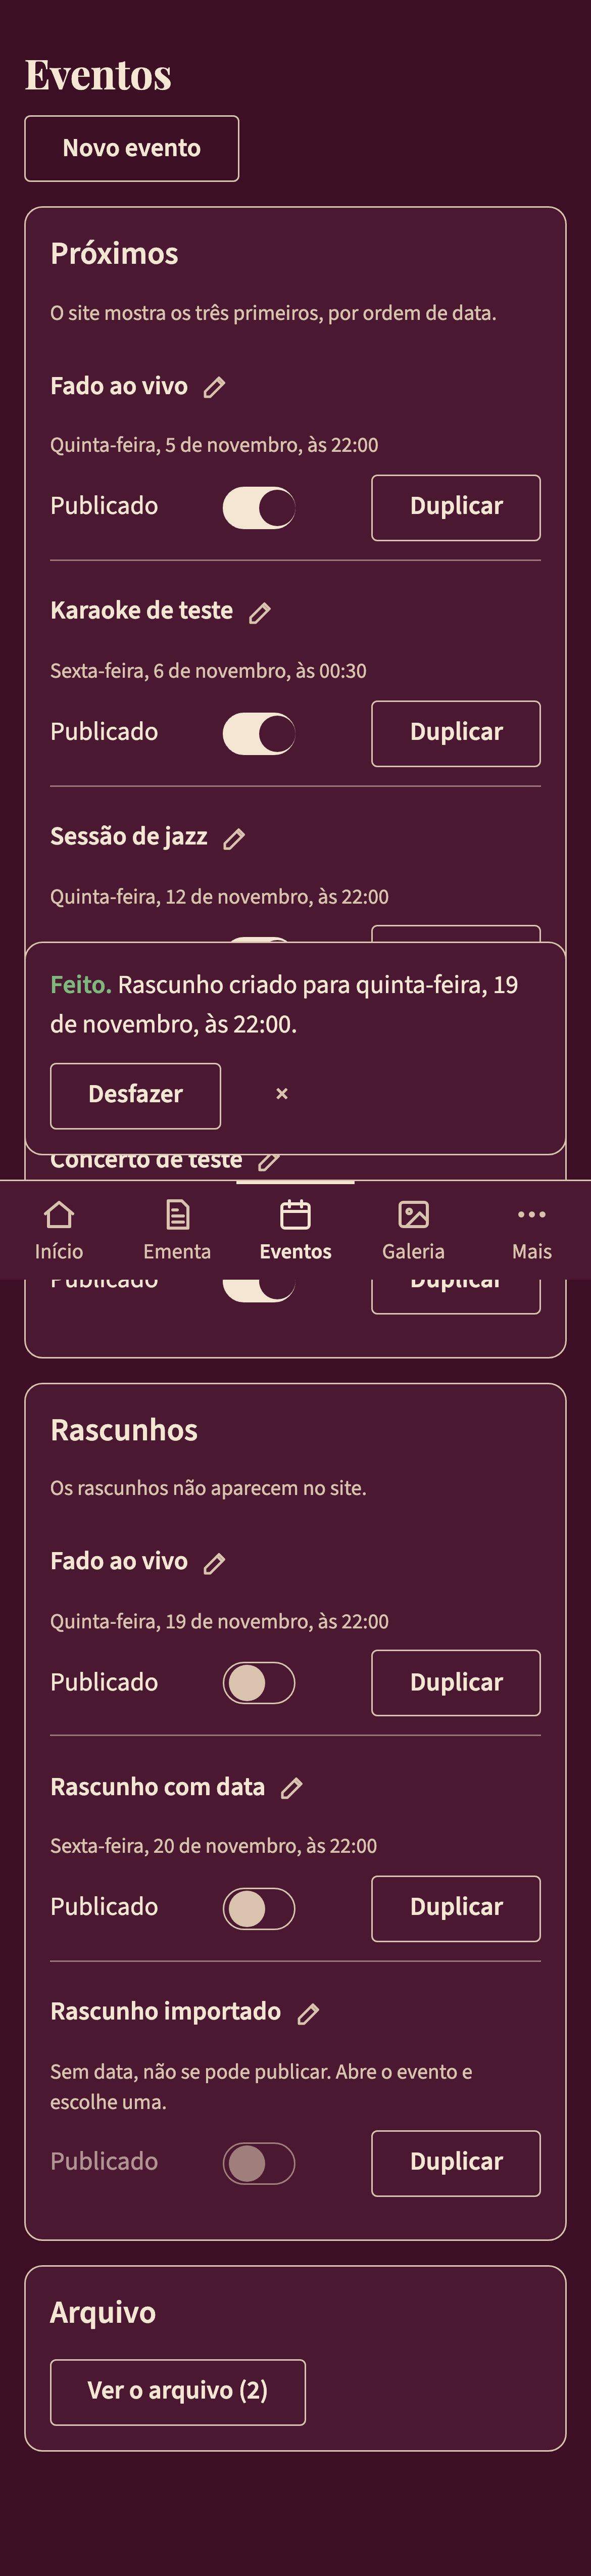 Eventos
Novo evento
Próximos
O site mostra os três primeiros, por ordem de data.
Fado ao vivo
Quinta-feira, 5 de novembro, às 22:00
Publicado
Duplicar
Karaoke de teste
Sexta-feira, 6 de novembro, às 00:30
Publicado
Duplicar
Sessão de jazz
Quinta-feira, 12 de novembro, às 22:00
Feito. Rascunho criado para quinta-feira, 19
de novembro, às 22:00.
Desfazer
×
Concerto de teste
Início
Ementa
Eventos
Galeria
Mais
Publicado
Duplicar
Rascunhos
Os rascunhos não aparecem no site.
Fado ao vivo
Quinta-feira, 19 de novembro, às 22:00
Publicado
Duplicar
Rascunho com data
Sexta-feira, 20 de novembro, às 22:00
Publicado
Duplicar
Rascunho importado
Sem data, não se pode publicar. Abre o evento e
escolhe uma.
Publicado
Duplicar
Arquivo
Ver o arquivo (2)